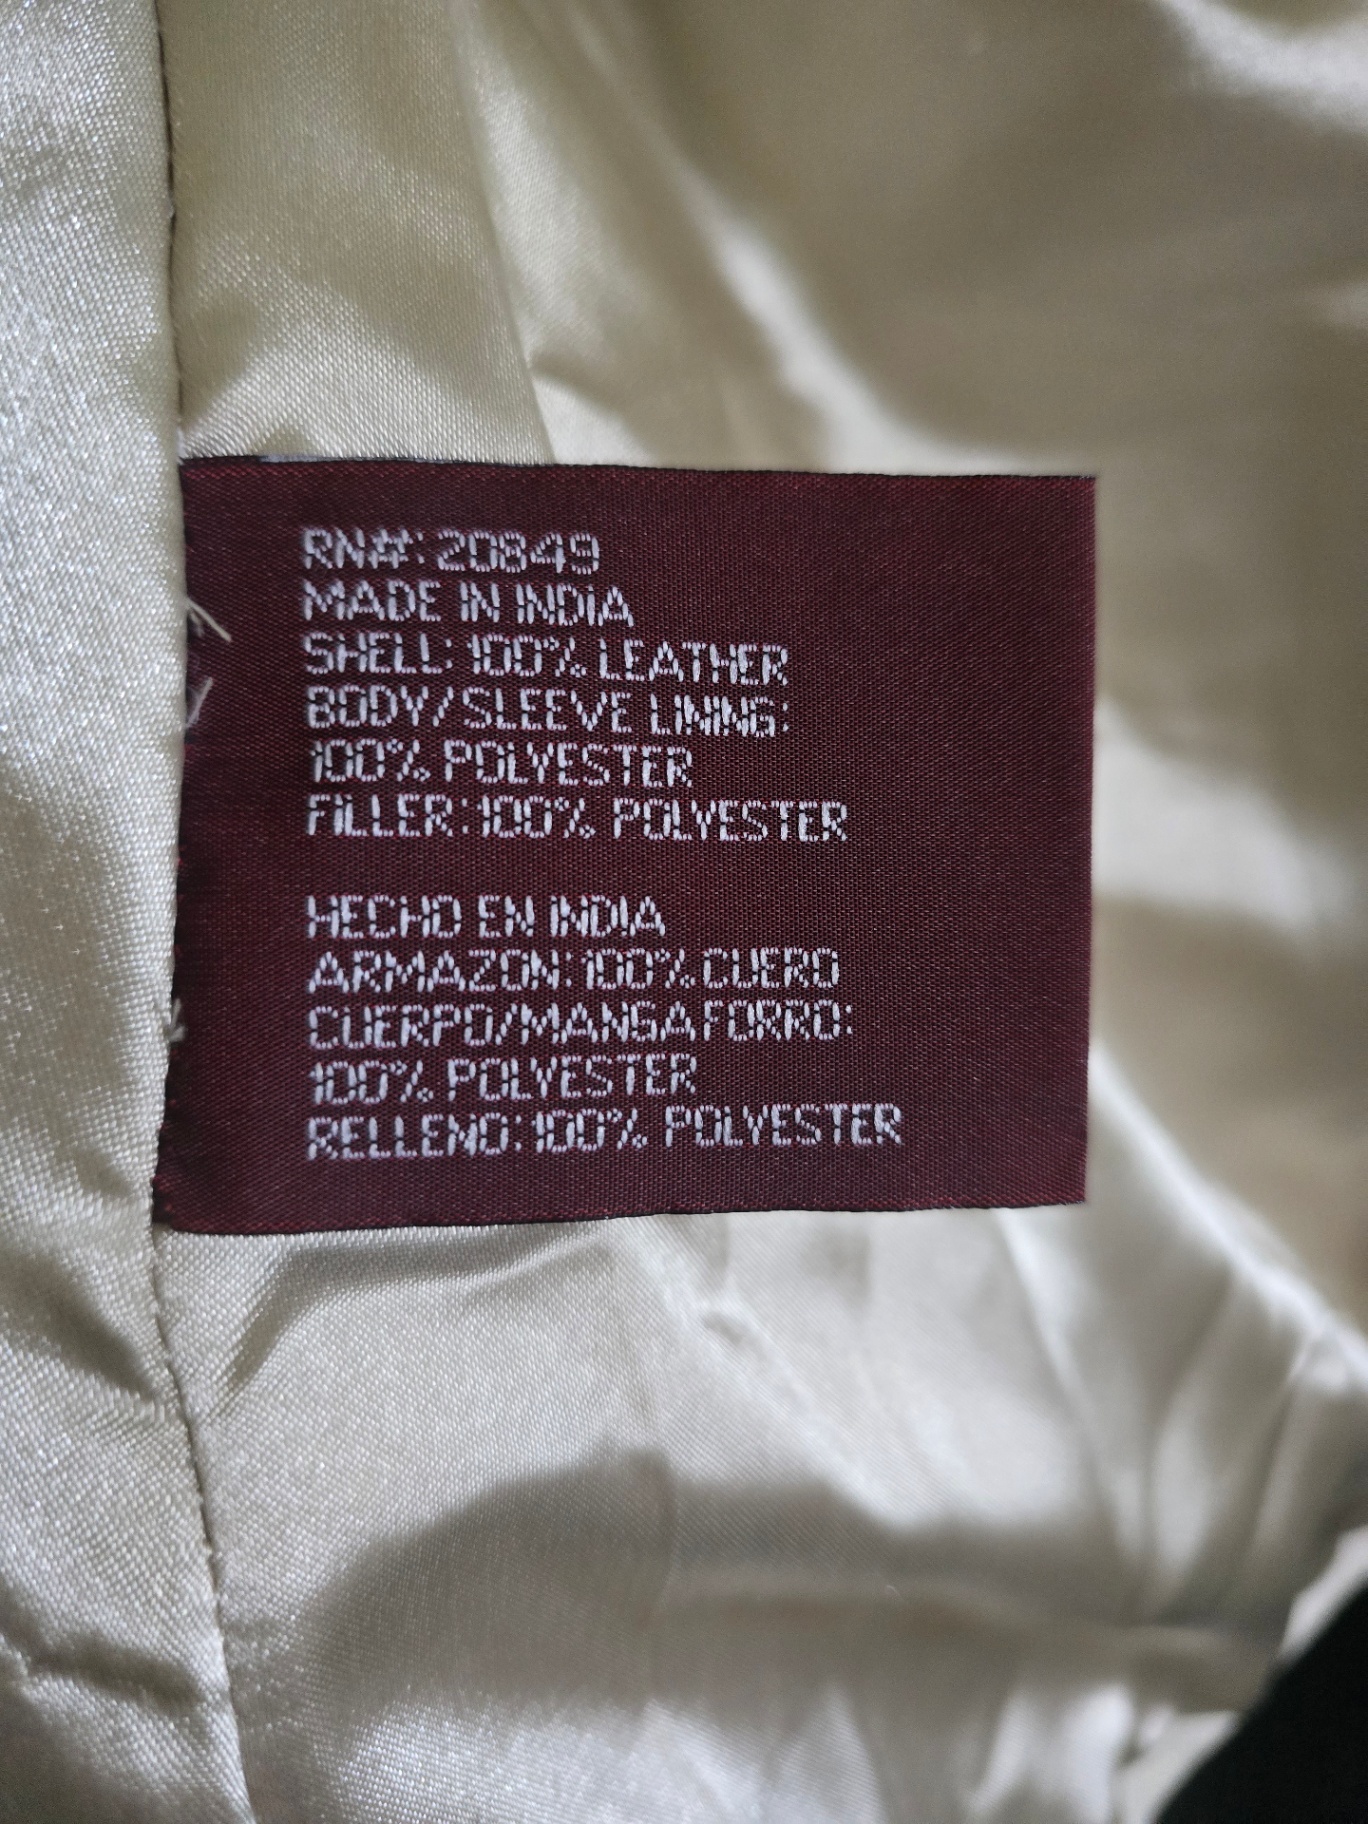 RN#: 20849
MADE IN INDIA
SHELL: 100% LEATHER
BODY/SLEEVE LINING:
100% POLYESTER
FILLER: 100% POLYESTER
HECHO EN INDIA
ARMAZON: 100% CUERO
CUERPO/MANGA FORRO:
100% POLYESTER
RELLENO: 100% POLYESTER